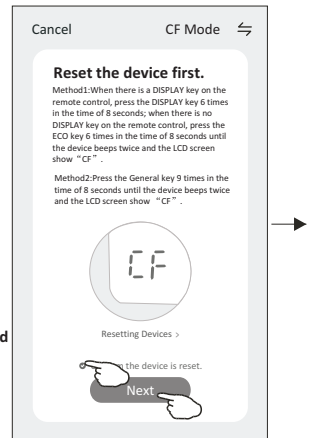 Cancel CF Mode
Reset the device first.
Method1:When there is a DISPLAY key on the
remote control, press the DISPLAY key 6 times
in the time of 8 seconds; when there is no
DISPLAY key on the remote control, press the
ECO key 6 times in the time of 8 seconds until
the device beeps twice and the LCD screen
show “CF”.
Method2:Press the General key 9 times in the
time of 8 seconds until the device beeps twice
and the LCD screen show “CF”.
CF
Resetting Devices >
the device is reset.
Next